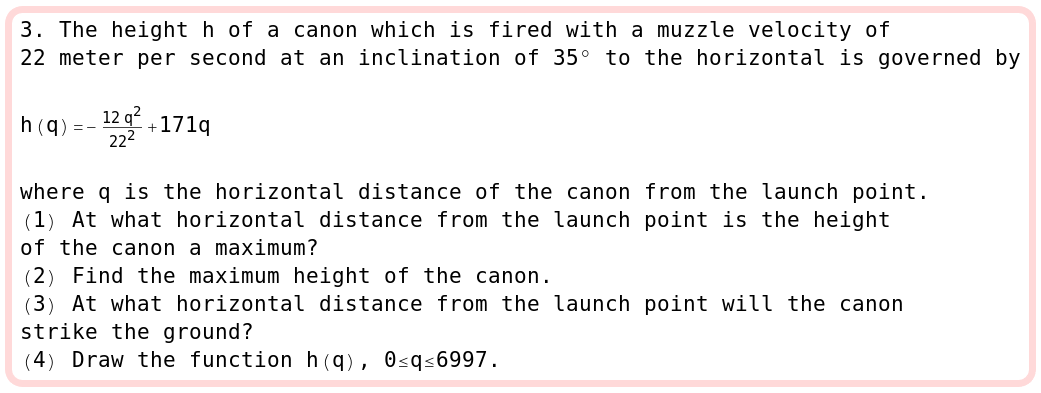 3. The height h of a canon which is fired with a muzzle velocity of
22 meter per second at an inclination of 35° to the horizontal is governed by
h(q)=-\frac{12 q^2}{22^2}+171q
where q is the horizontal distance of the canon from the launch point.
(1) At what horizontal distance from the launch point is the height
of the canon a maximum?
(2) Find the maximum height of the canon.
(3) At what horizontal distance from the launch point will the canon
strike the ground?
(4) Draw the function h(q), 0≤q≤6997.